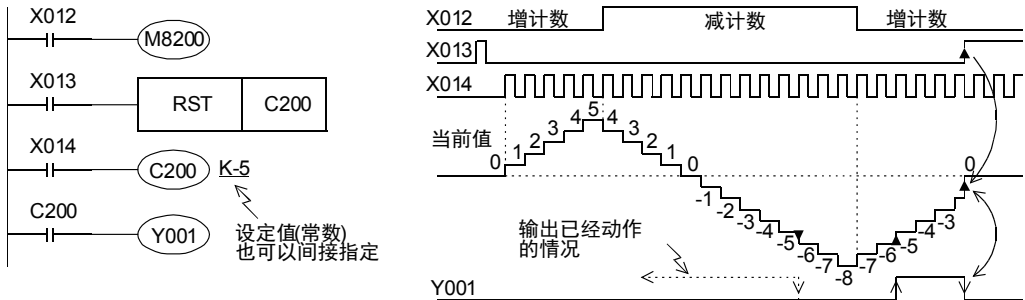 X012
M8200
X013
RST
C200
X014
C200
K-5
C200
Y001
设定值(常数)
也可以间接指定
X012
增计数
减计数
增计数
X013
X014
当前值
0
1
2
3
4
5
4
3
2
1
0
-1
-2
-3
-4
-5
-6
-7
-8
-7
-6
-5
-4
-3
0
输出已经动作
的情况
Y001